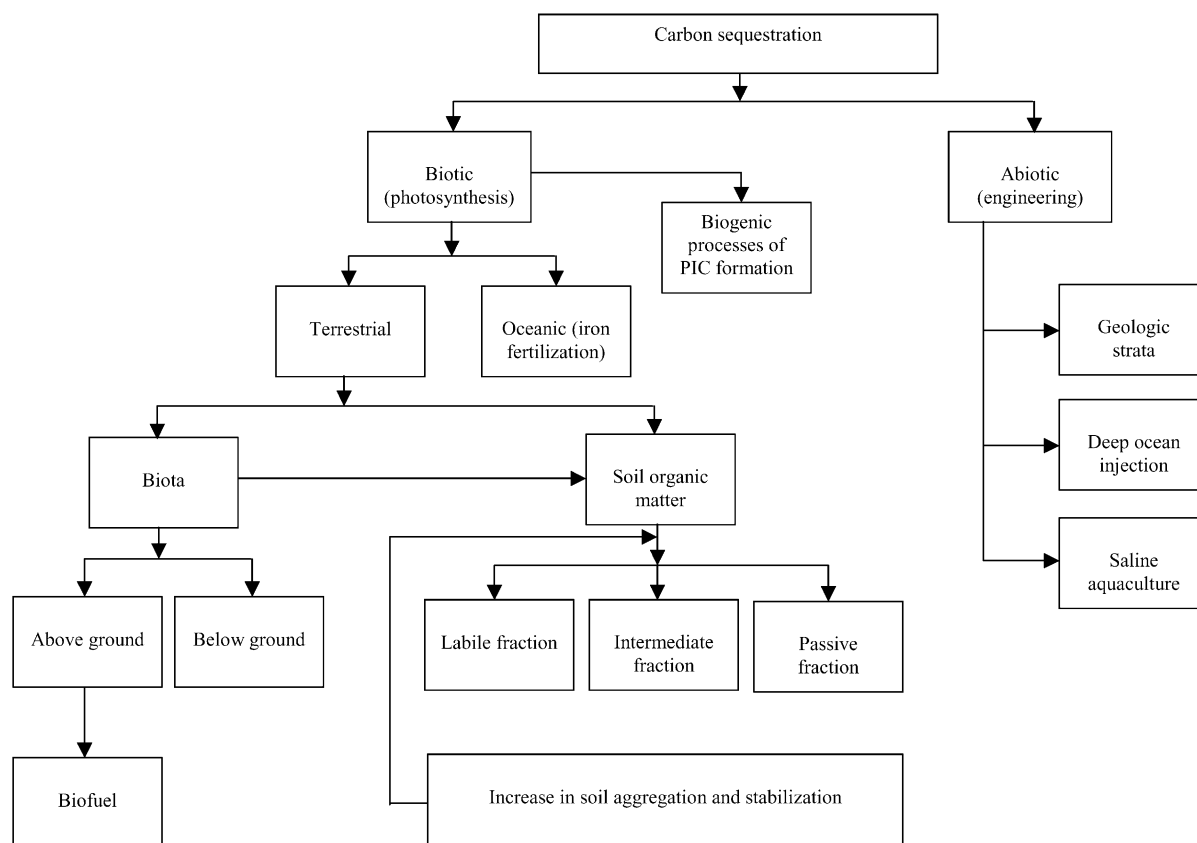 Carbon sequestration
Biotic
(photosynthesis)
Abiotic
(engineering)
Biogenic
processes of
PIC formation
Terrestrial
Oceanic (iron
fertilization)
Geologic
strata
Biota
Soil organic
matter
Deep ocean
injection
Saline
aquaculture
Above ground
Below ground
Labile fraction
Intermediate
fraction
Passive
fraction
Biofuel
Increase in soil aggregation and stabilization